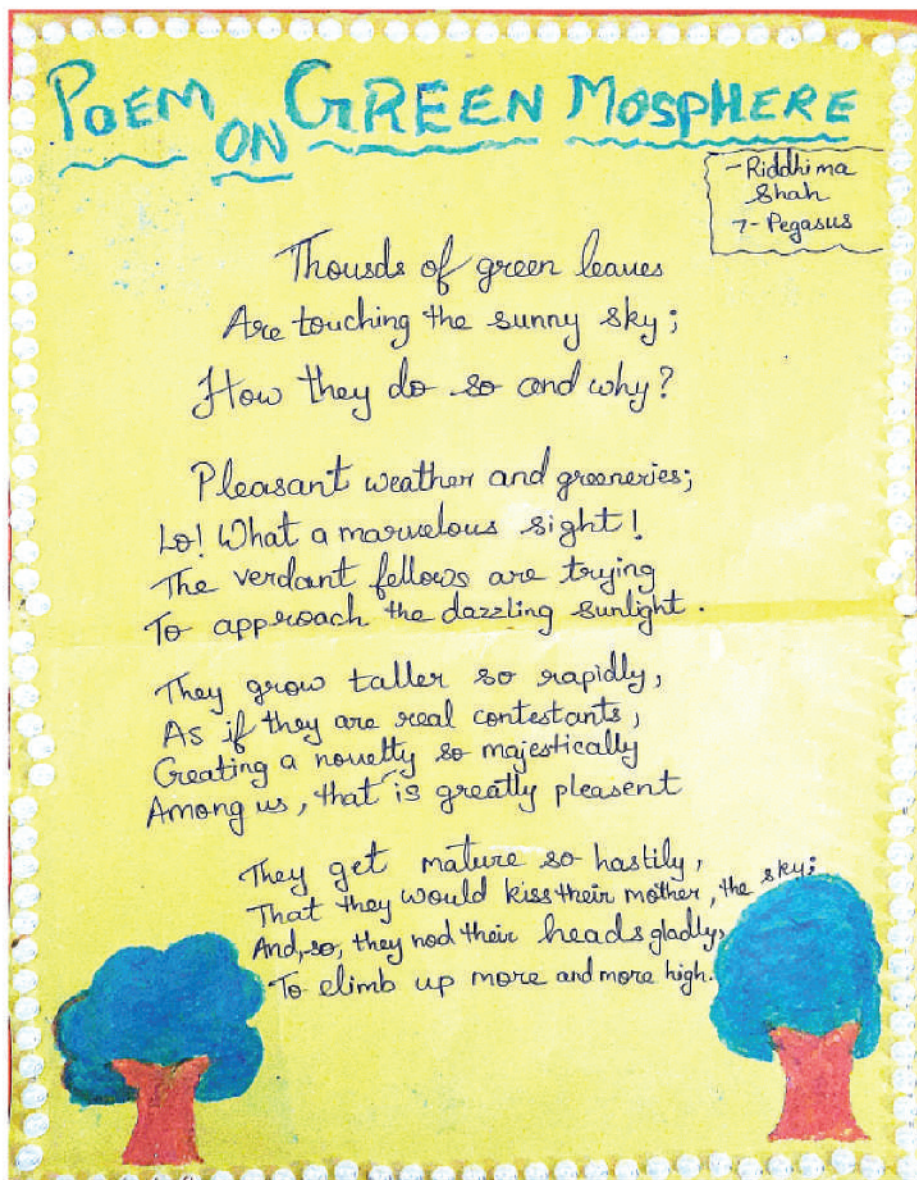 POEM ON GREEN MOSPHERE
-Riddhima
Shah
7-Pegasus
Thousds of green leaves
Are touching the sunny sky;
How they do so and why?
Pleasant weather and greeneries;
Lo! What a marvelous sight!
The verdant fellows are trying
To approach the dazzling sunlight.
They grow taller so rapidly,
As if they are real contestants,
Creating a novelty so majestically
Among us, that is greatly pleasent
They get mature so hastily,
That they would kiss their mother, the sky;
And, so, they nod their heads gladly,
To climb up more and more high.